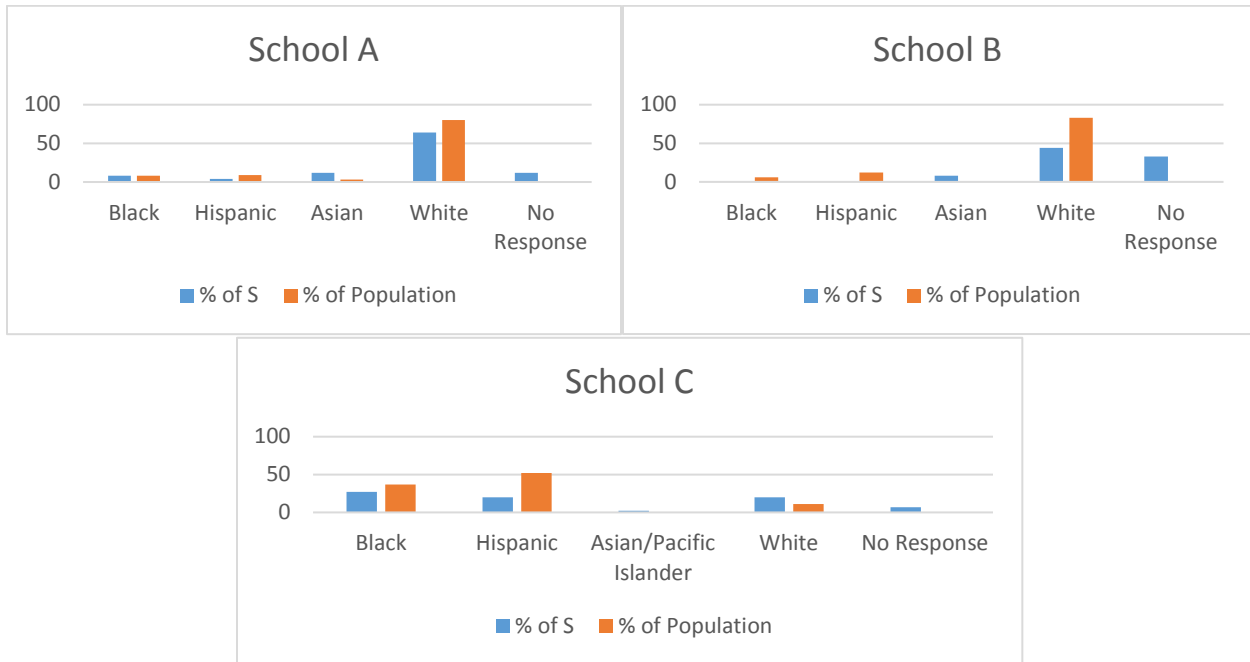 School A
100
50
0
Black Hispanic Asian White No
Response
% of S % of Population
School B
100
50
0
Black Hispanic Asian White No
Response
% of S % of Population
School C
100
50
0
Black Hispanic Asian/Pacific White No Response
Islander
% of S % of Population